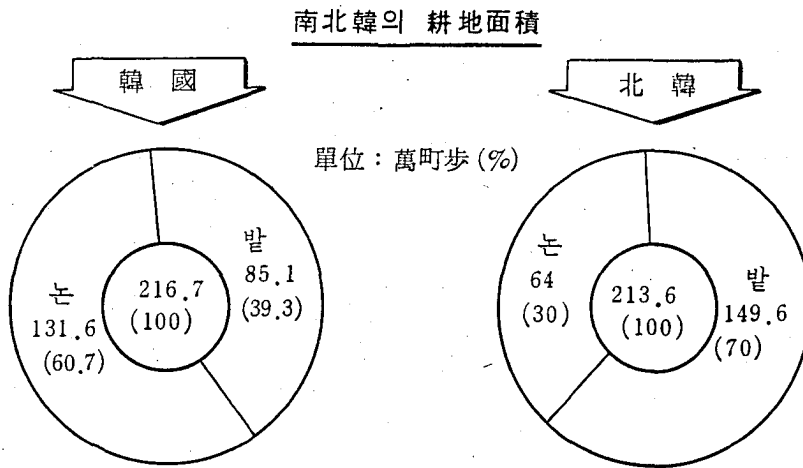 南北韓의 耕地面積
韓國
北韓
單位 : 萬町步 (%)
논
131.6
(60.7)
216.7
(100)
밭
85.1
(39.3)
논
64
(30)
213.6
(100)
밭
149.6
(70)